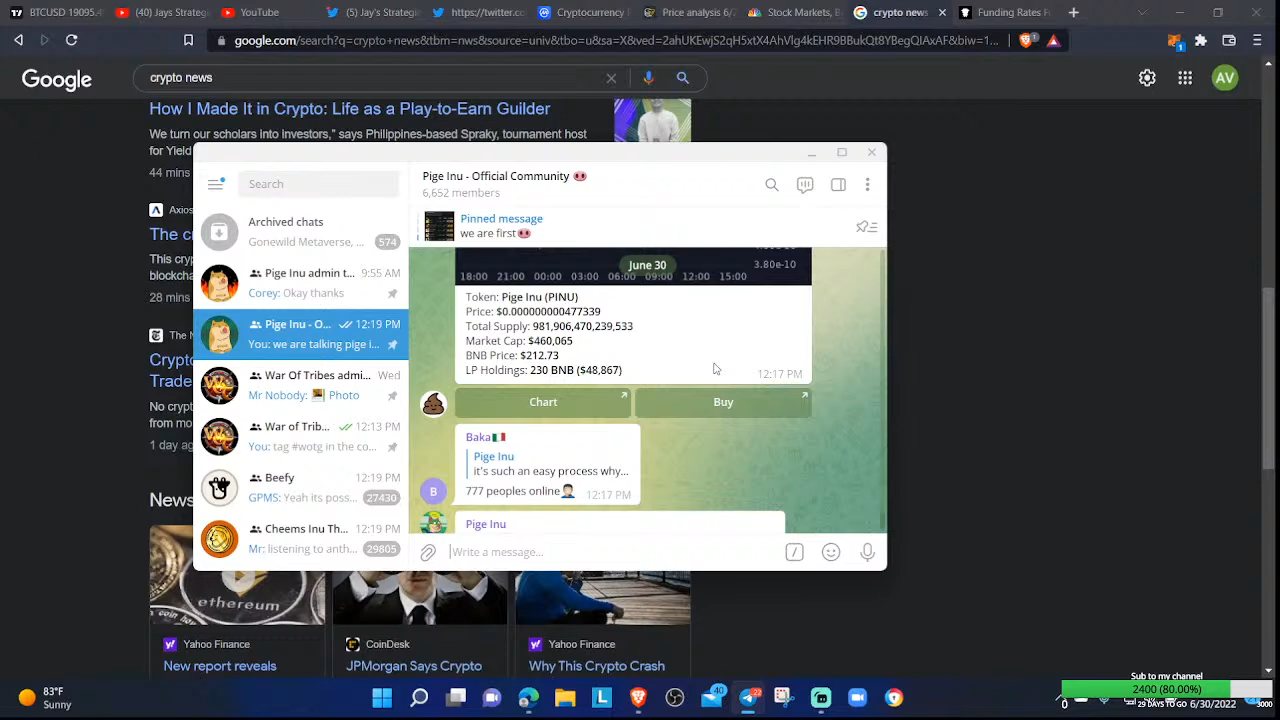 BTCUSD 19095.4
(40) Jays Strateg
YouTube
(5) Jay's Strategi
https://twitter.co
Cryptocurrency
Price analysis 6/
Stock Markets, B
crypto news
Funding Rates H
google.com/search?q=crypto+news&tbm=nws&source=univ&tbo=u&sa=X&ved=2ahUKEwjS2qH5xtX4AhVlg4kEHR9BBukQt8YBegQIAxAF&biw=1...
1
1
Google
crypto news
AV
How I Made It in Crypto: Life as a Play-to-Earn Guilder
We turn our scholars into investors," says Philippines-based Spraky, tournament host
for Yield
44 mins
Axios
The c
This cryp
blockcha
28 mins
The N
Crypto
Trade
No crypt
from mo
1 day ag
News
Search
Archived chats
Gonewild Metaverse, ...
574
Pige Inu admin t...
9:55 AM
Corey: Okay thanks
Pige Inu - O...
12:19 PM
You: we are talking pige i...
War Of Tribes admi...
Wed
Mr Nobody: Photo
War of Trib...
12:13 PM
You: tag #wotg in the co...
Beefy
12:19 PM
GPMS: Yeah its poss...
27430
Cheems Inu Th...
12:19 PM
Mr: listening to anth...
29805
Pige Inu - Official Community
6,652 members
Pinned message
we are first
June 30
3.80e-10
18:00 21:00 00:00 03:00 06:00 09:00 12:00 15:00
Token: Pige Inu (PINU)
Price: $0.000000000477339
Total Supply: 981,906,470,239,533
Market Cap: $460,065
BNB Price: $212.73
LP Holdings: 230 BNB ($48,867)
12:17 PM
Chart
Buy
Baka
Pige Inu
it's such an easy process why...
777 peoples online
12:17 PM
B
Pige Inu
Write a message...
ethereum
Yahoo Finance
New report reveals
CoinDesk
JPMorgan Says Crypto
Yahoo Finance
Why This Crypto Crash
83°F
Sunny
L
40
22
Sub to my channel
2400 (80.00%)
0
29 DAYS TO GO
6/30/2022
3000